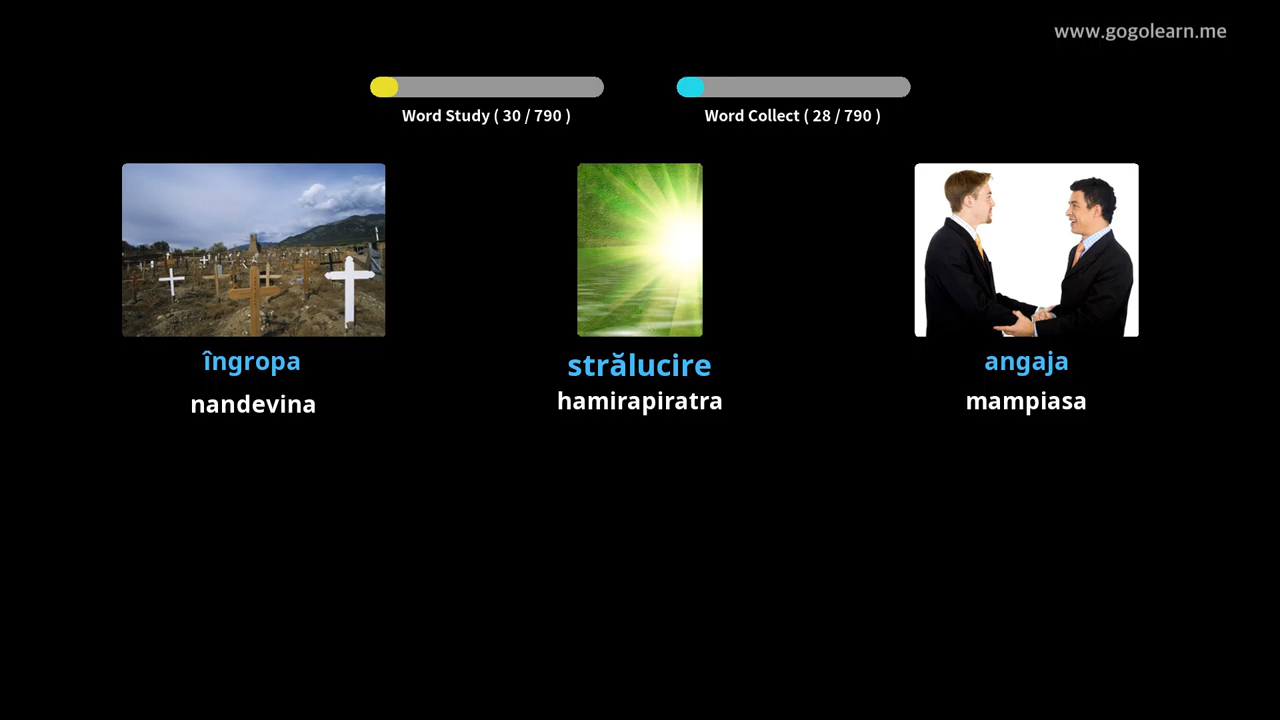 www.gogolearn.me
Word Study ( 30 / 790 )
Word Collect ( 28 / 790 )
îngropa
strălucire
angaja
nandevina
hamirapiratra
mampiasa